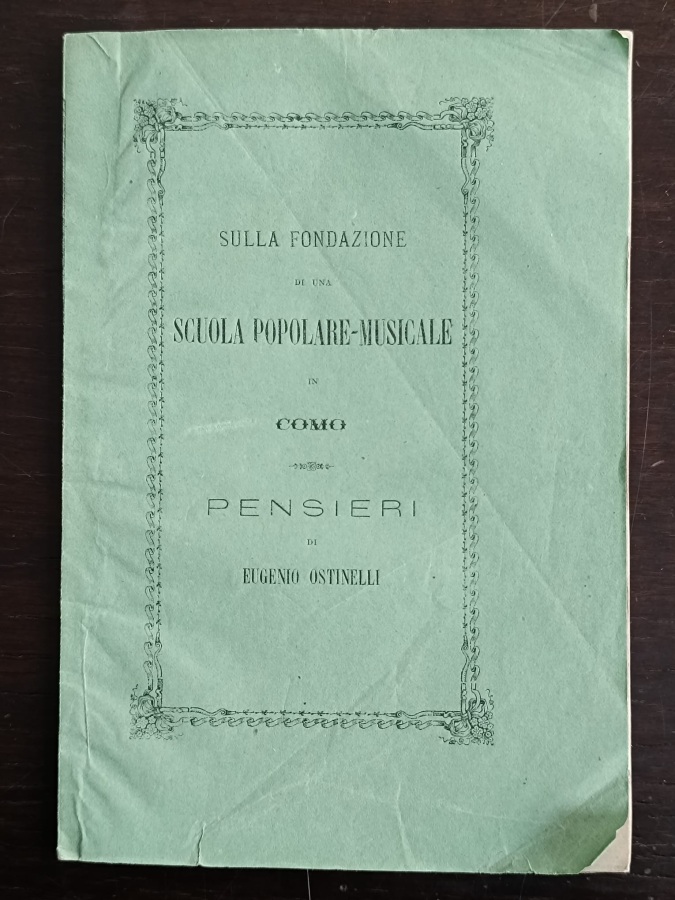 SULLA FONDAZIONE
DI UNA
SCUOLA POPOLARE-MUSICALE
IN
COMO
PENSIERI
DI
EUGENIO OSTINELLI